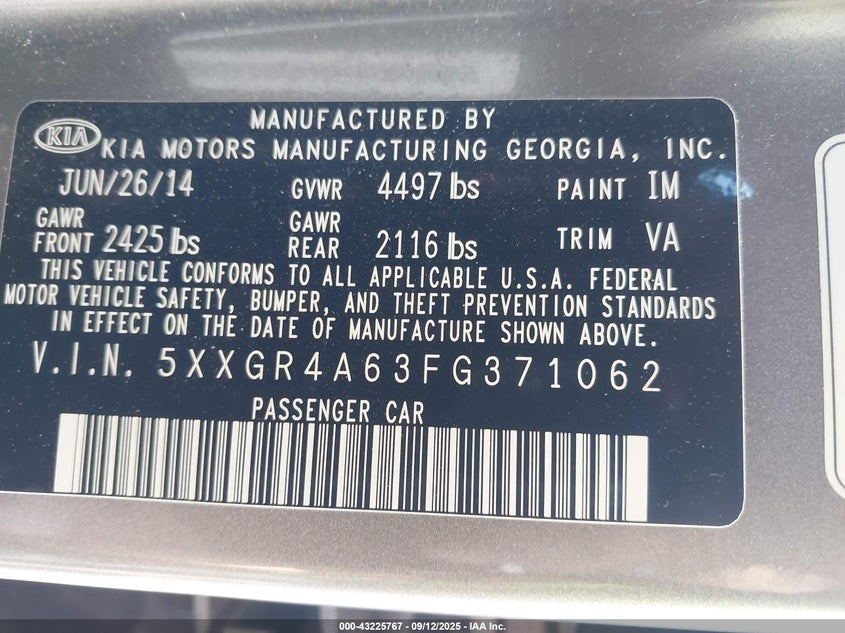 MANUFACTURED BY
KIA KIA MOTORS MANUFACTURING GEORGIA, INC.
JUN/26/14 GVWR 4497 lbs PAINT IM
GAWR FRONT 2425 lbs GAWR REAR 2116 lbs TRIM VA
THIS VEHICLE CONFORMS TO ALL APPLICABLE U.S.A. FEDERAL
MOTOR VEHICLE SAFETY, BUMPER, AND THEFT PREVENTION STANDARDS
IN EFFECT ON THE DATE OF MANUFACTURE SHOWN ABOVE.
V.I.N. 5XXGR4A63FG371062
PASSENGER CAR
000-43225767 - 09/12/2025 - IAA Inc.